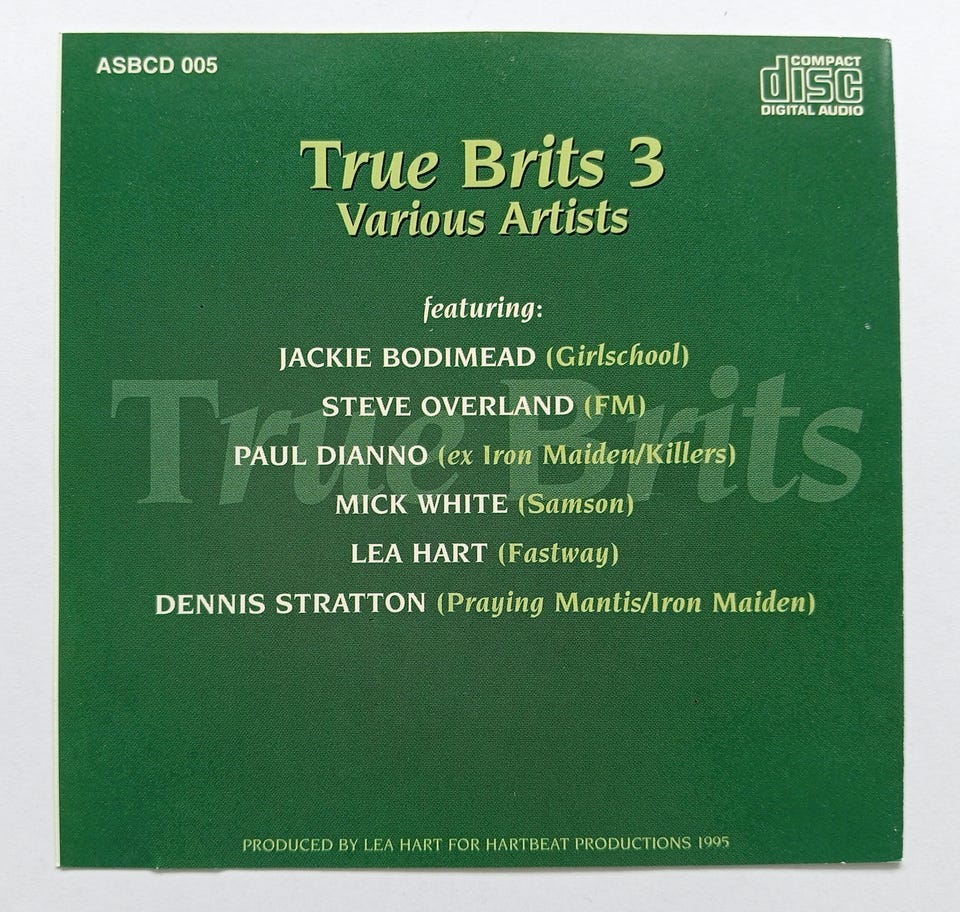 ASBCD 005
COMPACT
disc
DIGITAL AUDIO
True Brits 3
Various Artists
featuring:
JACKIE BODIMEAD (Girlschool)
STEVE OVERLAND (FM)
PAUL DIANNO (ex Iron Maiden/Killers)
MICK WHITE (Samson)
LEA HART (Fastway)
DENNIS STRATTON (Praying Mantis/Iron Maiden)
True Brits
PRODUCED BY LEA HART FOR HARTBEAT PRODUCTIONS 1995